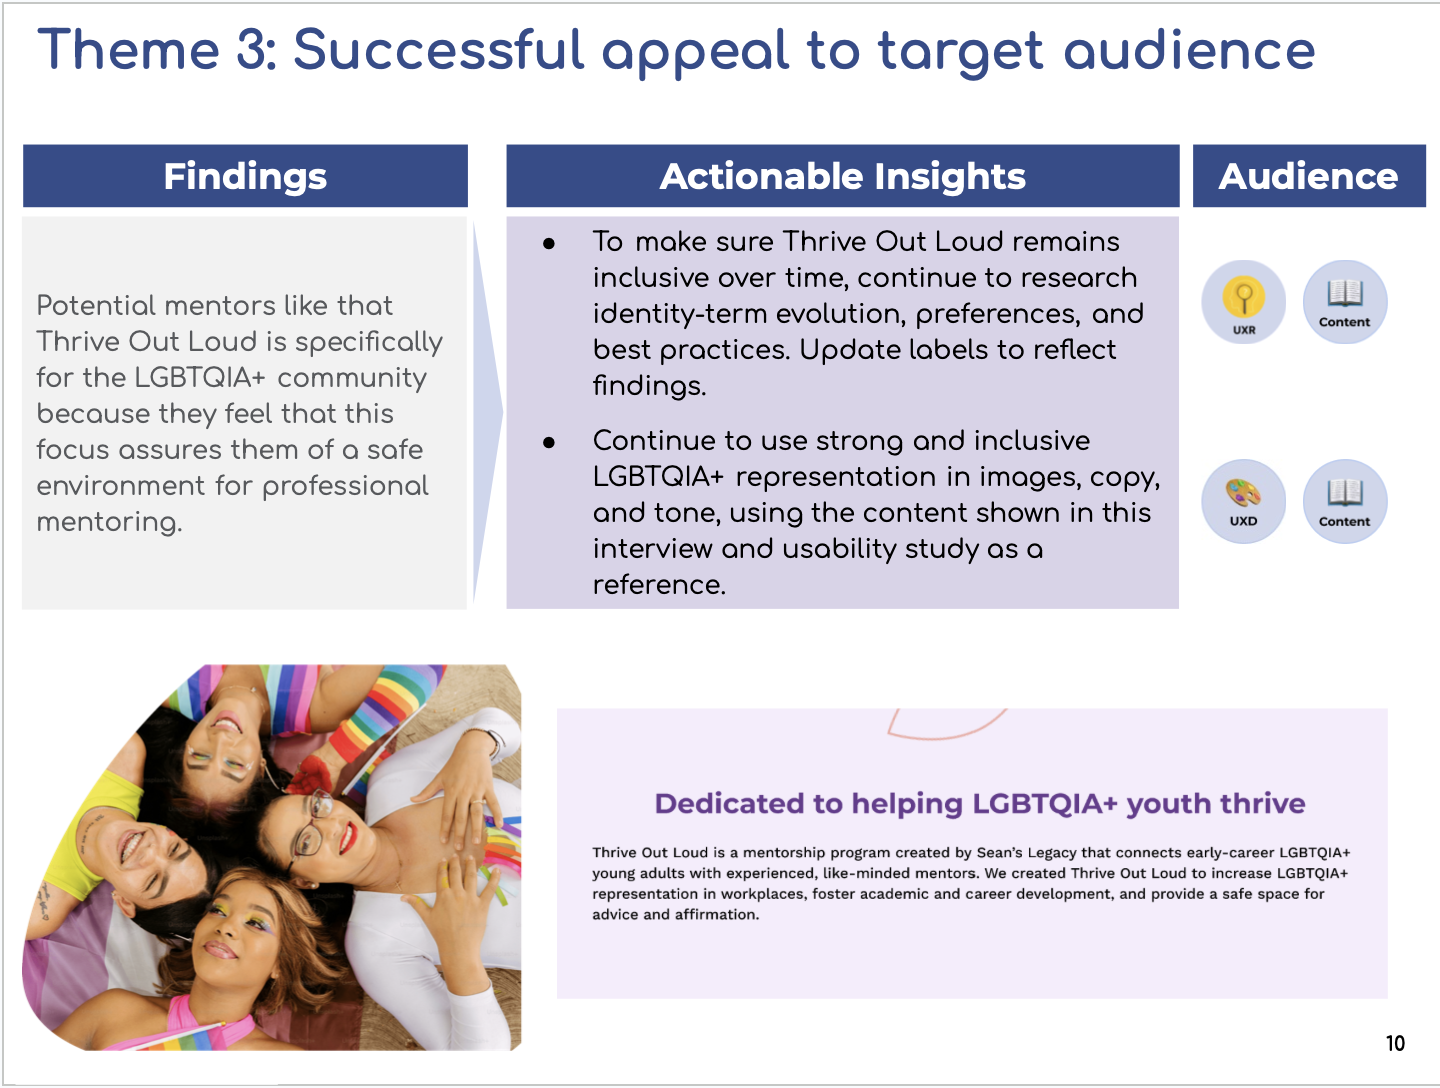 Theme 3: Successful appeal to target audience
Findings
Actionable Insights
Audience
Potential mentors like that
Thrive Out Loud is specifically
for the LGBTQIA+ community
because they feel that this
focus assures them of a safe
environment for professional
mentoring.
● To make sure Thrive Out Loud remains
inclusive over time, continue to research
identity-term evolution, preferences, and
best practices. Update labels to reflect
findings.
● Continue to use strong and inclusive
LGBTQIA+ representation in images, copy,
and tone, using the content shown in this
interview and usability study as a
reference.
UXR
Content
UXD
Content
Dedicated to helping LGBTQIA+ youth thrive
Thrive Out Loud is a mentorship program created by Sean’s Legacy that connects early-career LGBTQIA+
young adults with experienced, like-minded mentors. We created Thrive Out Loud to increase LGBTQIA+
representation in workplaces, foster academic and career development, and provide a safe space for
advice and affirmation.
10